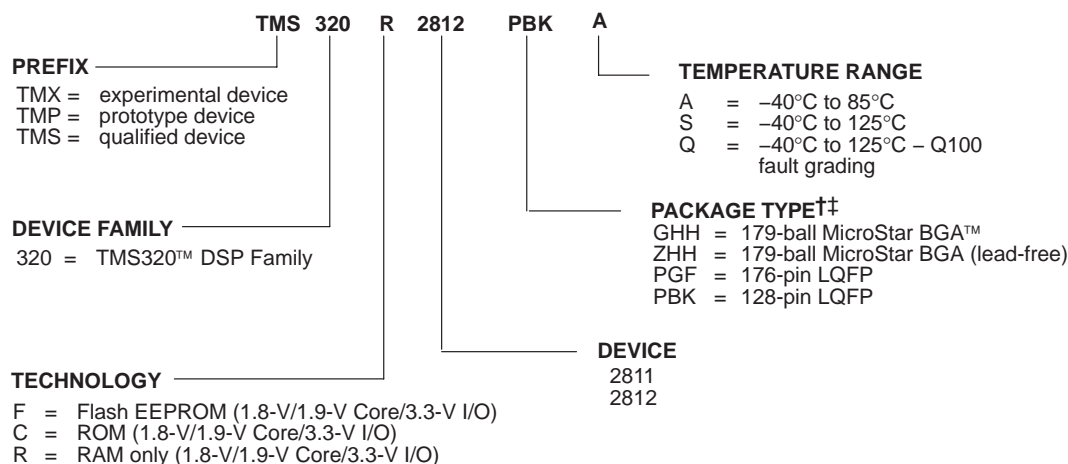 TMS 320 R 2812 PBK A
PREFIX
TMX = experimental device
TMP = prototype device
TMS = qualified device
TEMPERATURE RANGE
A = −40°C to 85°C
S = −40°C to 125°C
Q = −40°C to 125°C − Q100
fault grading
DEVICE FAMILY
320 = TMS320™ DSP Family
PACKAGE TYPE†‡
GHH = 179-ball MicroStar BGA™
ZHH = 179-ball MicroStar BGA (lead-free)
PGF = 176-pin LQFP
PBK = 128-pin LQFP
DEVICE
2811
2812
TECHNOLOGY
F = Flash EEPROM (1.8-V/1.9-V Core/3.3-V I/O)
C = ROM (1.8-V/1.9-V Core/3.3-V I/O)
R = RAM only (1.8-V/1.9-V Core/3.3-V I/O)